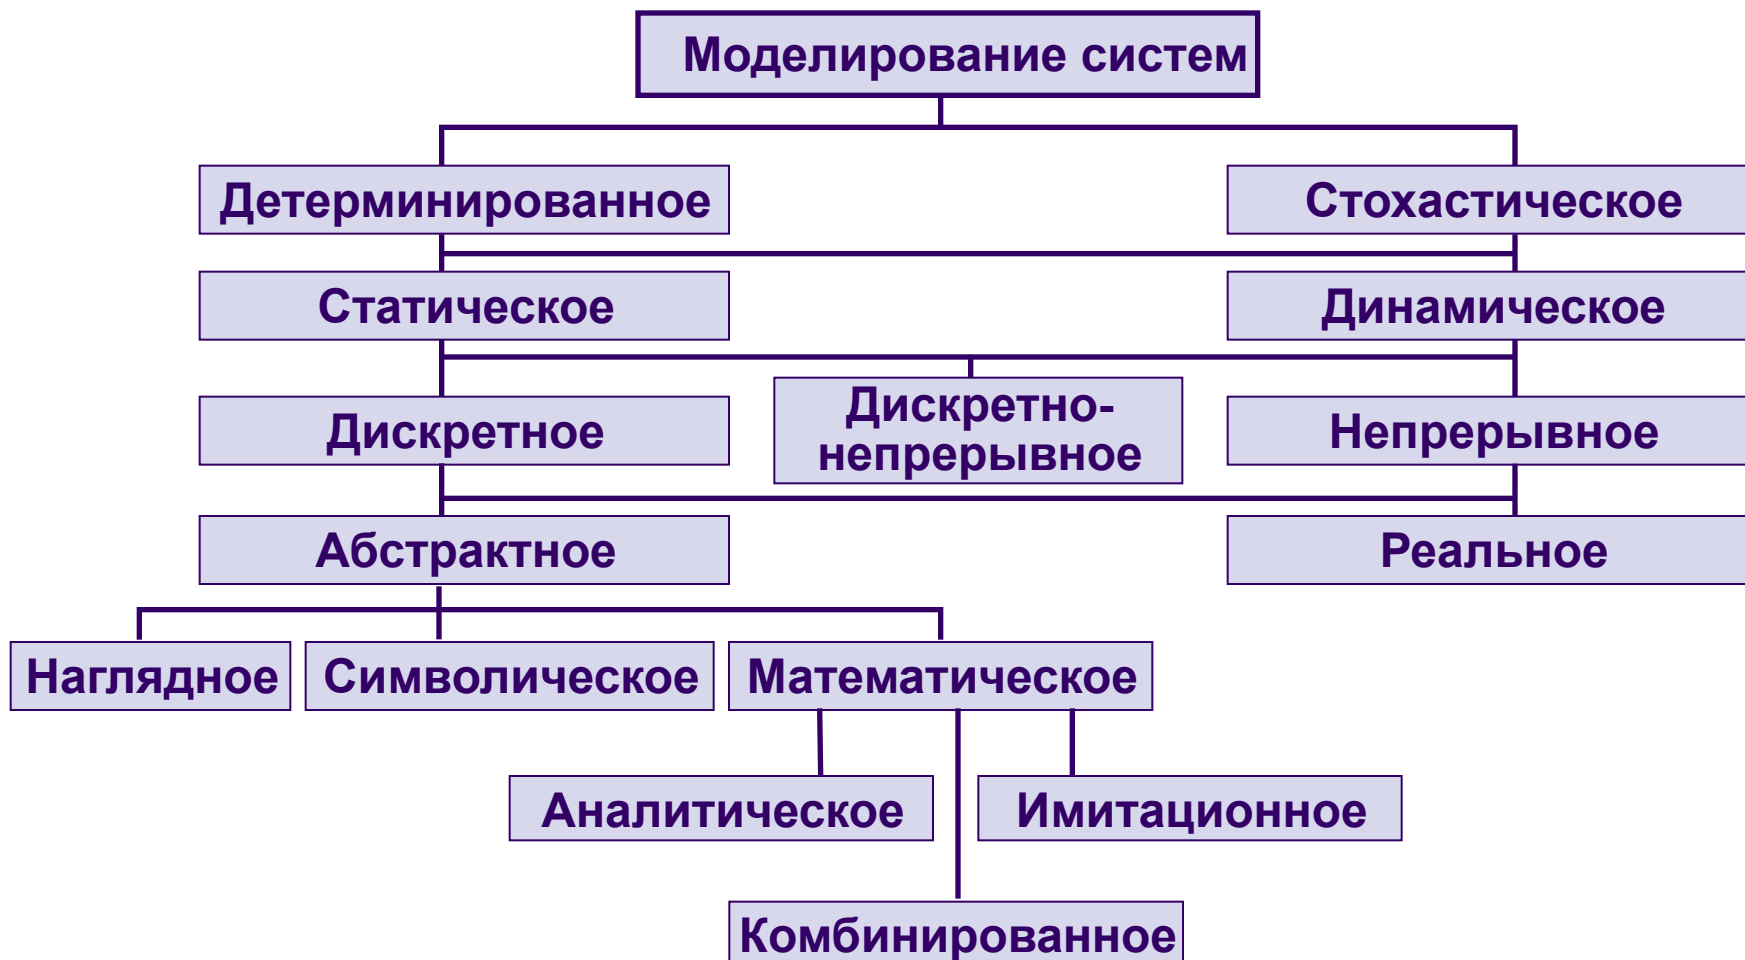 Моделирование систем
Детерминированное
Стохастическое
Статическое
Динамическое
Дискретное
Дискретно-
непрерывное
Непрерывное
Абстрактное
Реальное
Наглядное
Символическое
Математическое
Аналитическое
Имитационное
Комбинированное